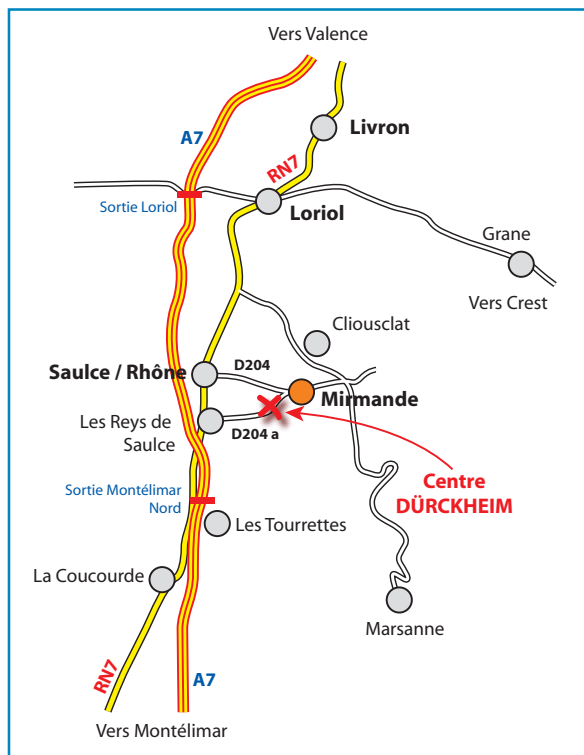 Vers Valence
A7
Livron
RN7
Sortie Loriol
Loriol
Grane
Vers Crest
Cliousclat
D204
Saulce / Rhône
Mirmande
Les Reys de
Saulce
D204 a
Centre
DÜRCKHEIM
Sortie Montélimar
Nord
Les Tourrettes
La Coucourde
Marsanne
RN7
A7
Vers Montélimar